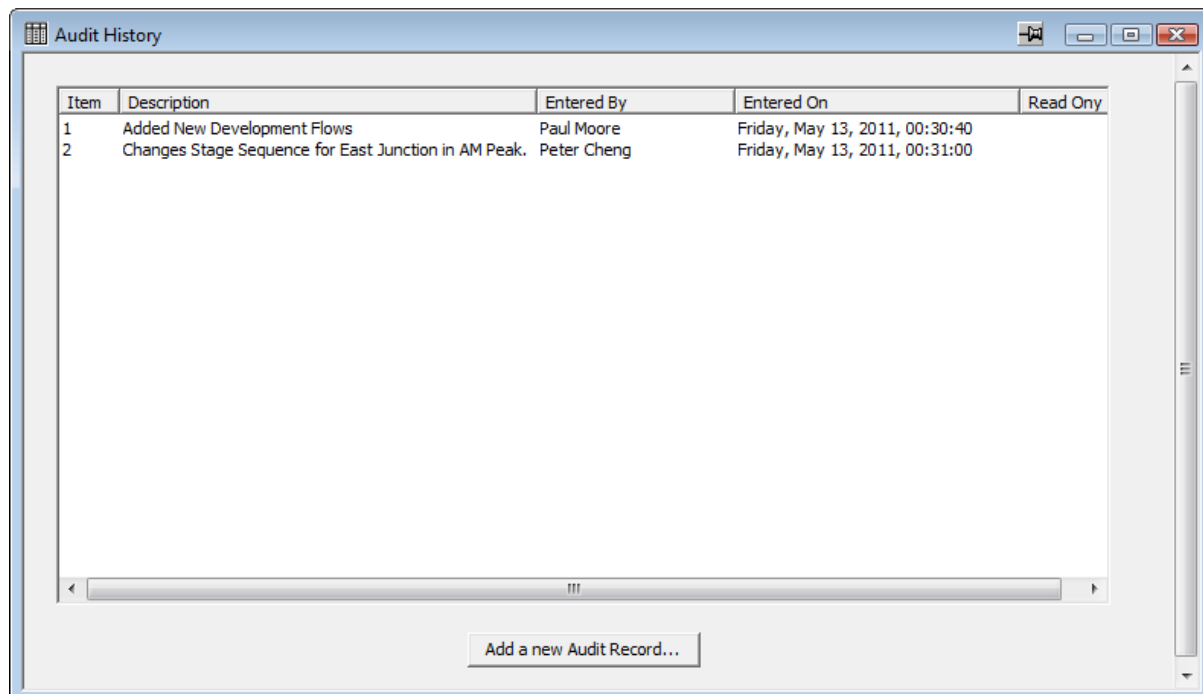 Audit History
Item Description Entered By Entered On Read Ony
1 Added New Development Flows Paul Moore Friday, May 13, 2011, 00:30:40
2 Changes Stage Sequence for East Junction in AM Peak. Peter Cheng Friday, May 13, 2011, 00:31:00
Add a new Audit Record...